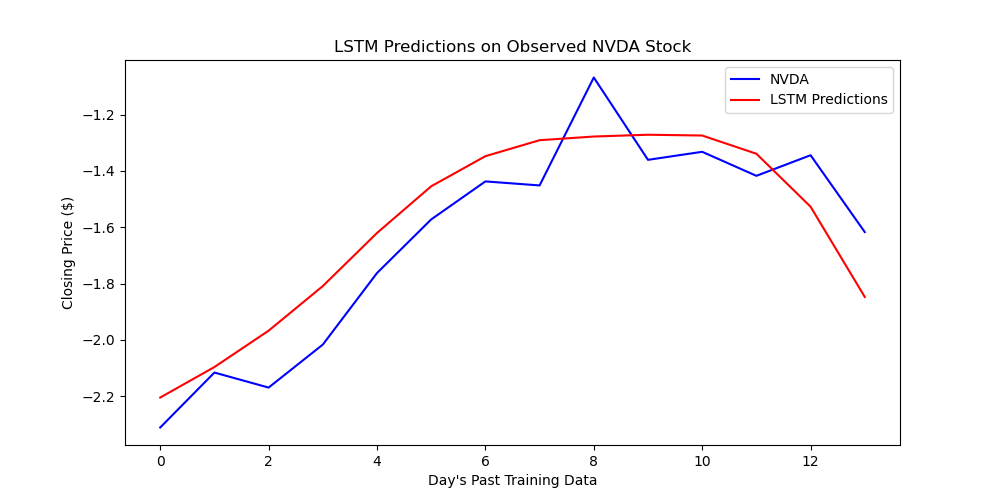 LSTM Predictions on Observed NVDA Stock
NVDA
LSTM Predictions
−1.2
−1.4
−1.6
−1.8
−2.0
−2.2
Closing Price ($)
0 2 4 6 8 10 12
Day's Past Training Data